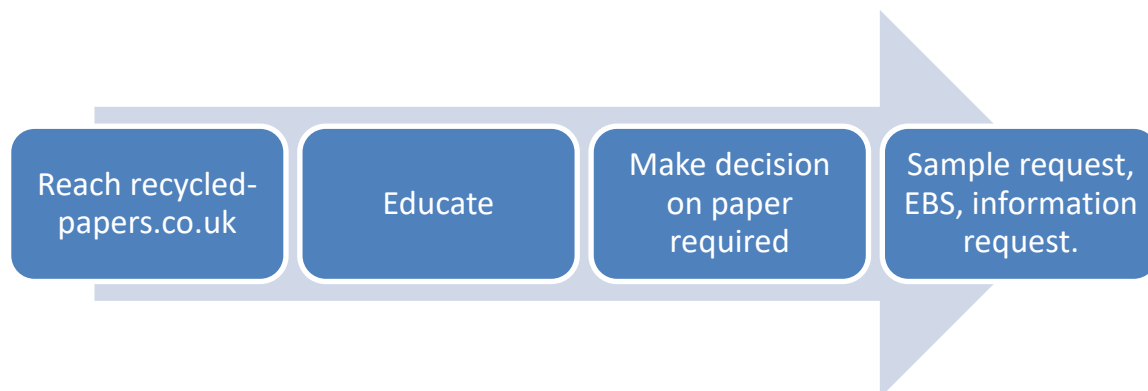 Reach recycled-
papers.co.uk
Educate
Make decision
on paper
required
Sample request,
EBS, information
request.